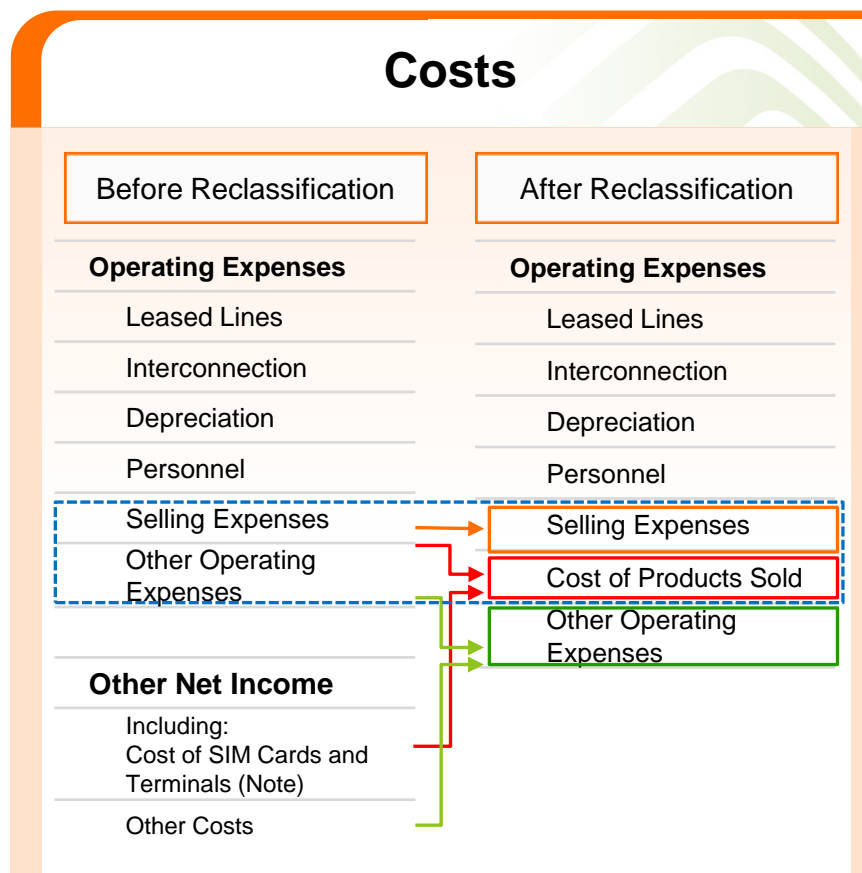 Costs
Before Reclassification
Operating Expenses
Leased Lines
Interconnection
Depreciation
Personnel
Selling Expenses
Other Operating
Expenses
Other Net Income
Including:
Cost of SIM Cards and
Terminals (Note)
Other Costs
After Reclassification
Operating Expenses
Leased Lines
Interconnection
Depreciation
Personnel
Selling Expenses
Cost of Products Sold
Other Operating
Expenses